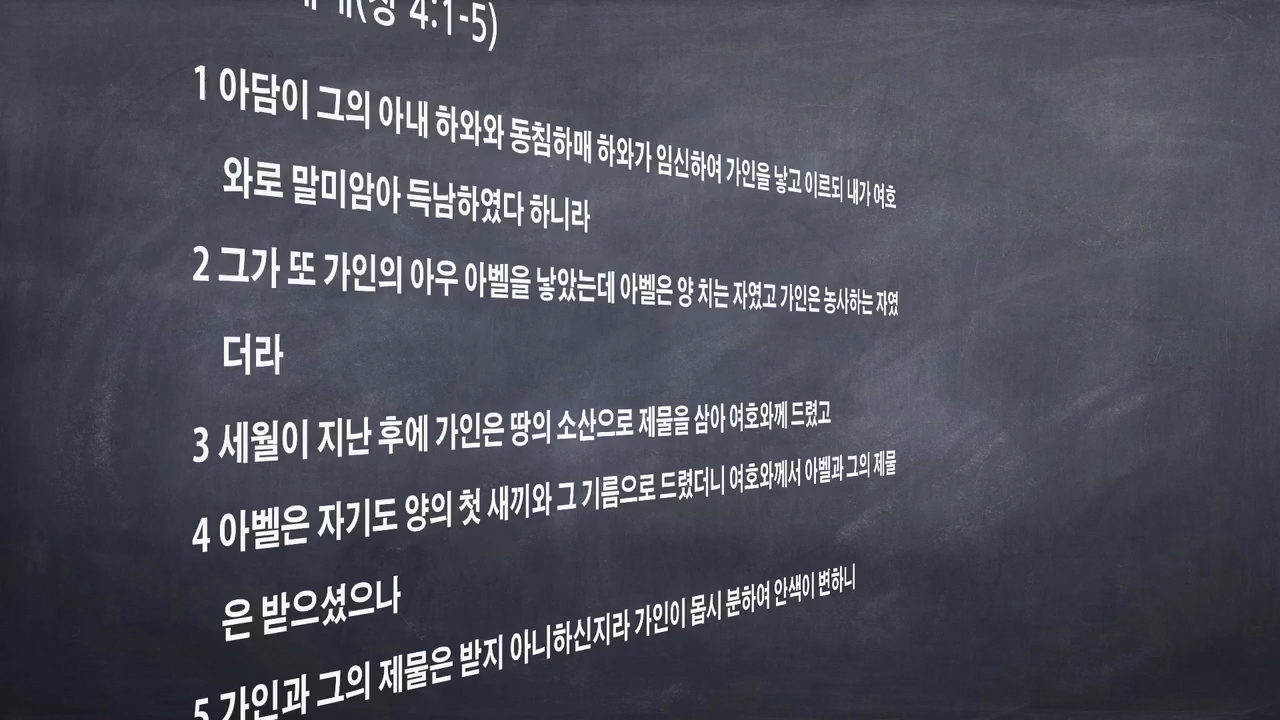 (창 4:1-5)
1 아담이 그의 아내 하와와 동침하매 하와가 임신하여 가인을 낳고 이르되 내가 여호
와로 말미암아 득남하였다 하니라
2 그가 또 가인의 아우 아벨을 낳았는데 아벨은 양 치는 자였고 가인은 농사하는 자였
더라
3 세월이 지난 후에 가인은 땅의 소산으로 제물을 삼아 여호와께 드렸고
4 아벨은 자기도 양의 첫 새끼와 그 기름으로 드렸더니 여호와께서 아벨과 그의 제물
은 받으셨으나
5 가인과 그의 제물은 받지 아니하신지라 가인이 몹시 분하여 안색이 변하니